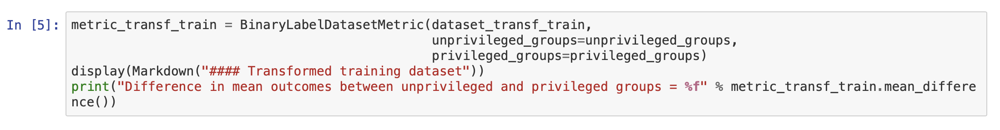 In [5]: metric_transf_train = BinaryLabelDatasetMetric(dataset_transf_train,
unprivileged_groups=unprivileged_groups,
privileged_groups=privileged_groups)
display(Markdown("#### Transformed training dataset"))
print("Difference in mean outcomes between unprivileged and privileged groups = %f" % metric_transf_train.mean_differe
nce())